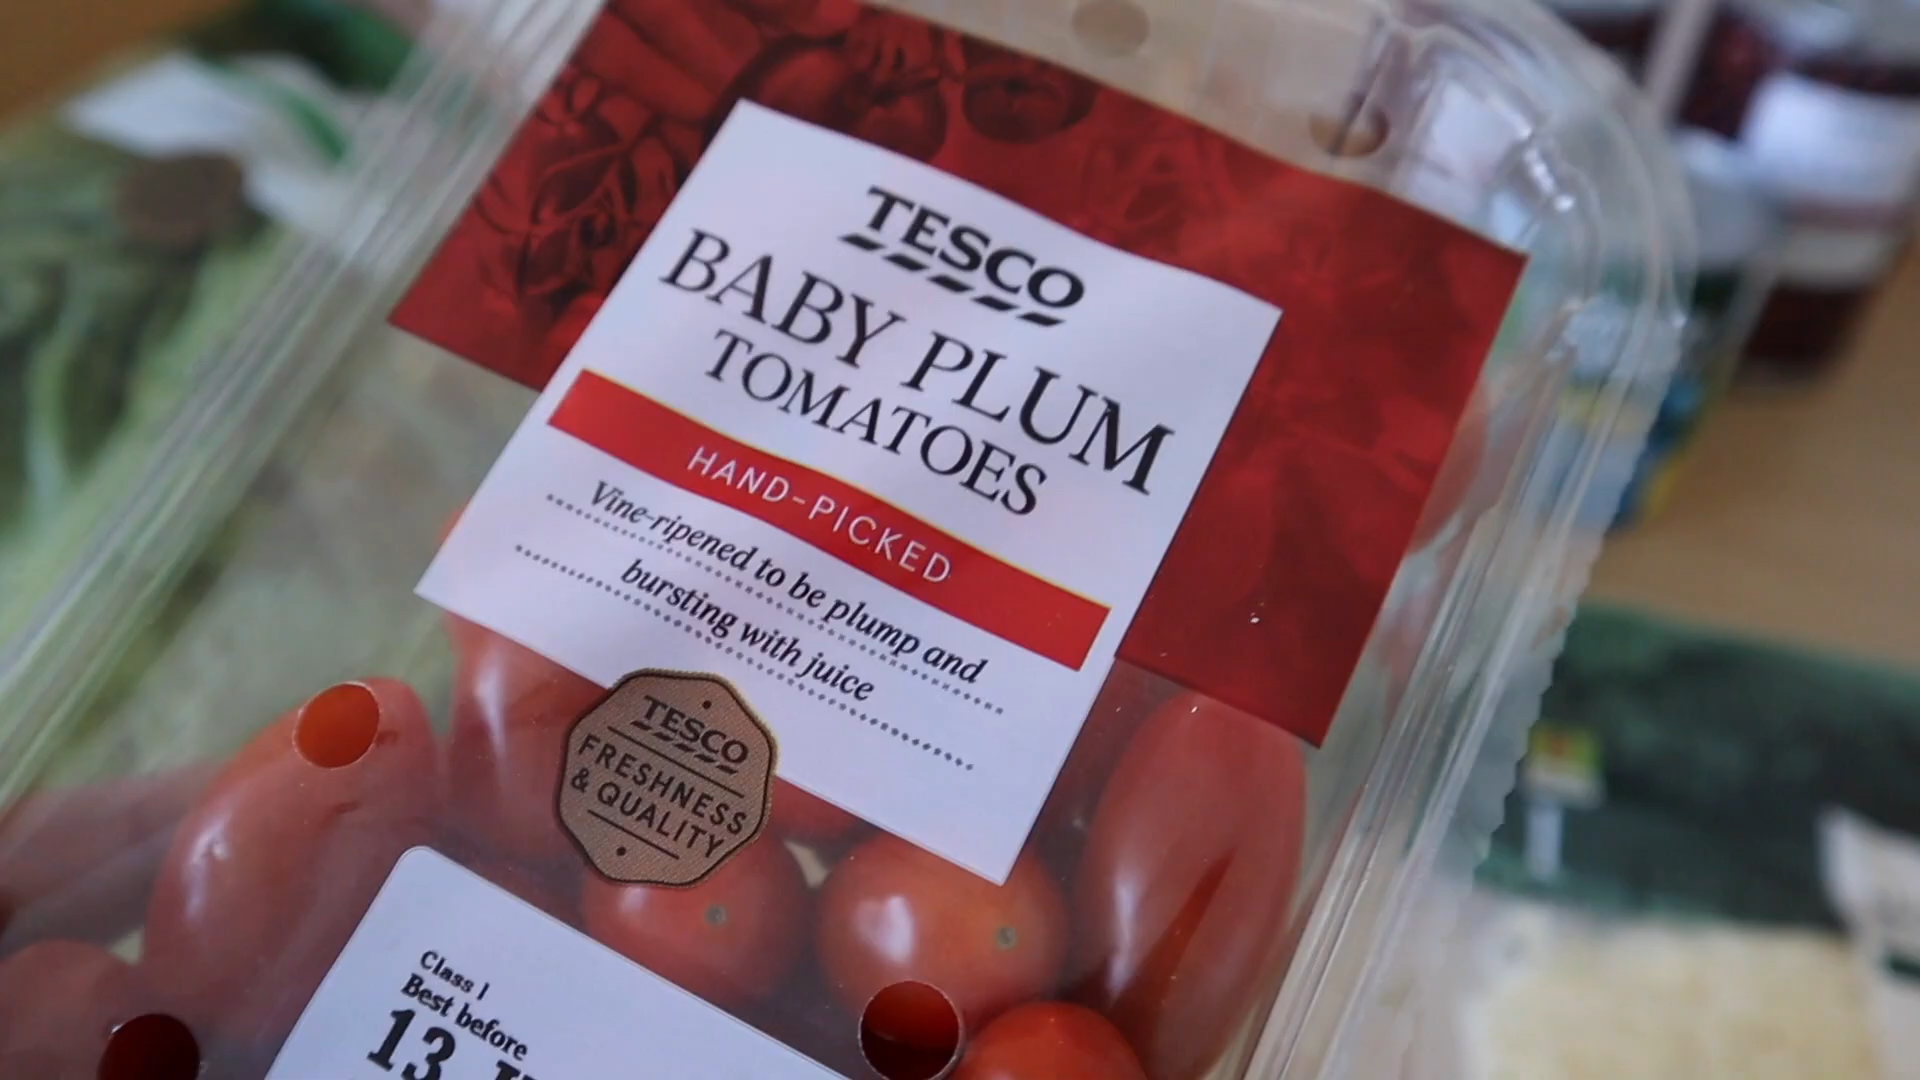 TESCO
BABY PLUM
TOMATOES
HAND-PICKED
Vine-ripened to be plump and
bursting with juice
TESCO
FRESHNESS
& QUALITY
Class 1
Best before
13